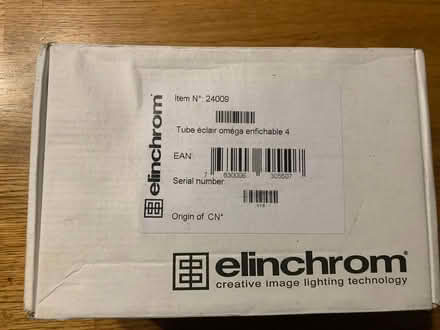 elinchrom
Item N°: 24009
Tube éclair oméga enfichable 4
EAN
7 630006 305507
Serial number
Origin of CN*
elinchrom
creative image lighting technology